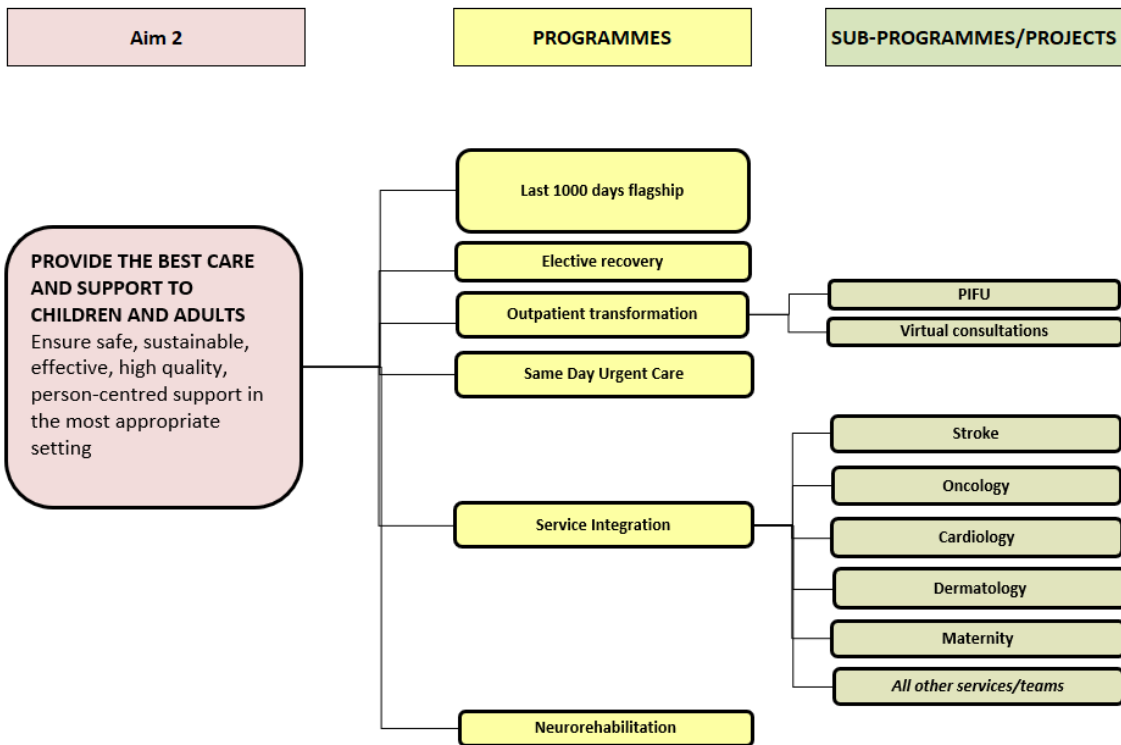 Aim 2
PROGRAMMES
SUB-PROGRAMMES/PROJECTS
PROVIDE THE BEST CARE
AND SUPPORT TO
CHILDREN AND ADULTS
Ensure safe, sustainable,
effective, high quality,
person-centred support in
the most appropriate
setting
Last 1000 days flagship
Elective recovery
Outpatient transformation
Same Day Urgent Care
Service Integration
Neurorehabilitation
PIFU
Virtual consultations
Stroke
Oncology
Cardiology
Dermatology
Maternity
All other services/teams